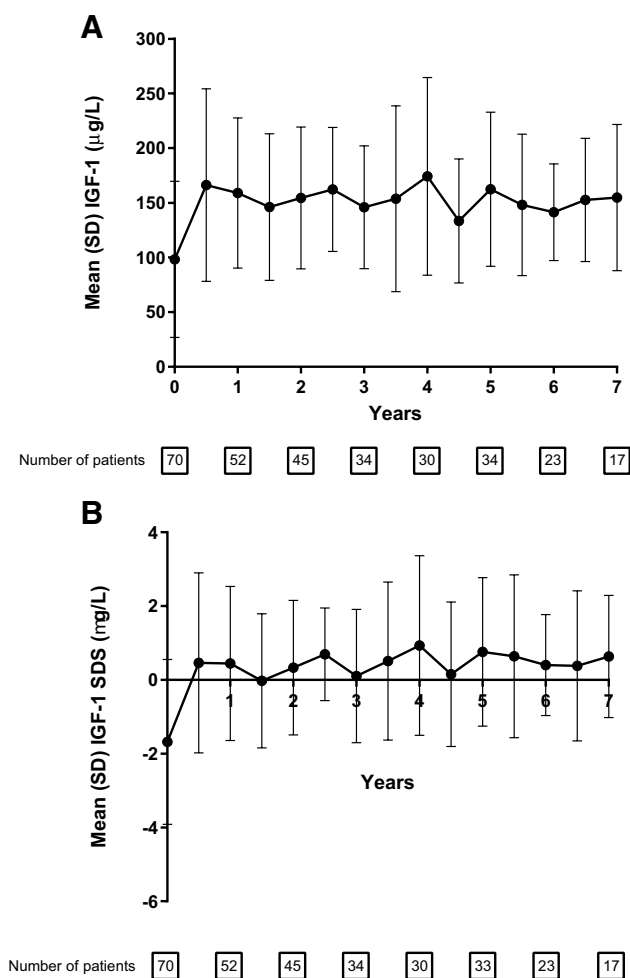 A
300
250
200
150
100
50
0
Mean (SD) IGF-1 (μg/L)
0 1 2 3 4 5 6 7
Years
Number of patients 70 52 45 34 30 34 23 17
B
4
2
0
-2
-4
-6
Mean (SD) IGF-1 SDS (mg/L)
1 2 3 4 5 6 7
Years
Number of patients 70 52 45 34 30 33 23 17